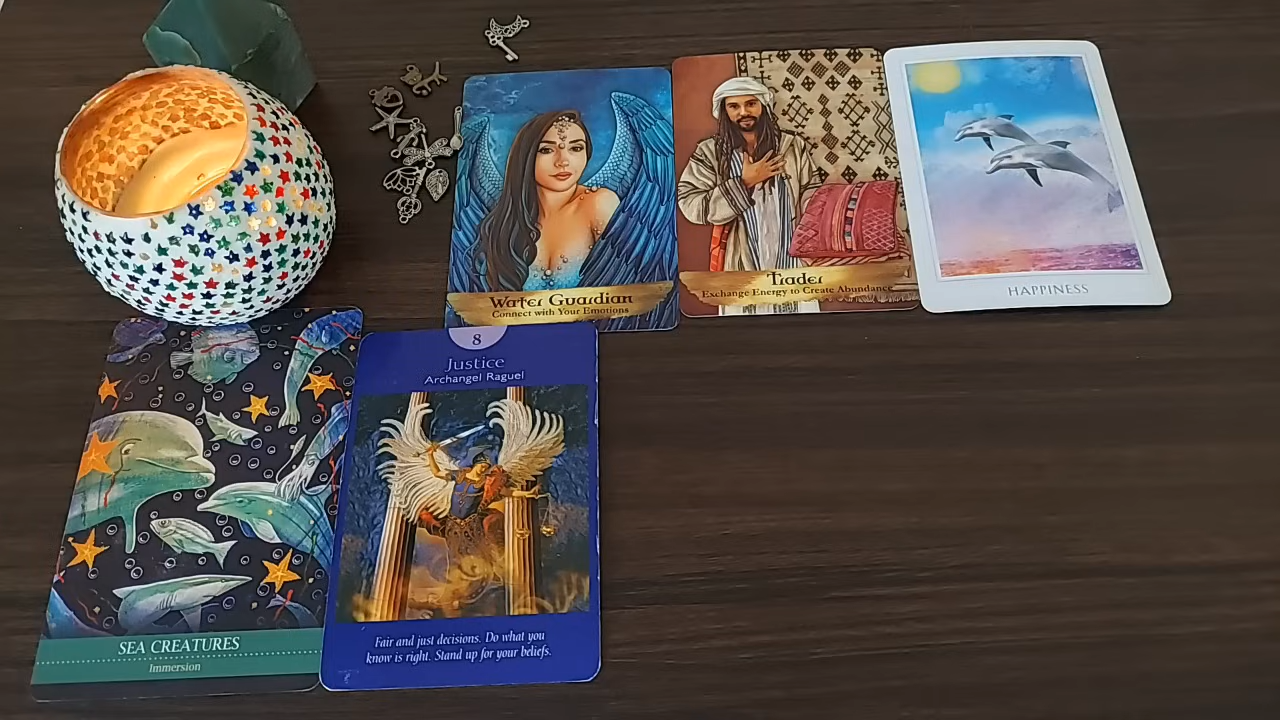 Water Guardian
Connect with Your Emotions
Trader
Exchange Energy to Create Abundance
HAPPINESS
SEA CREATURES
Immersion
8
Justice
Archangel Raguel
Fair and just decisions. Do what you
know is right. Stand up for your beliefs.